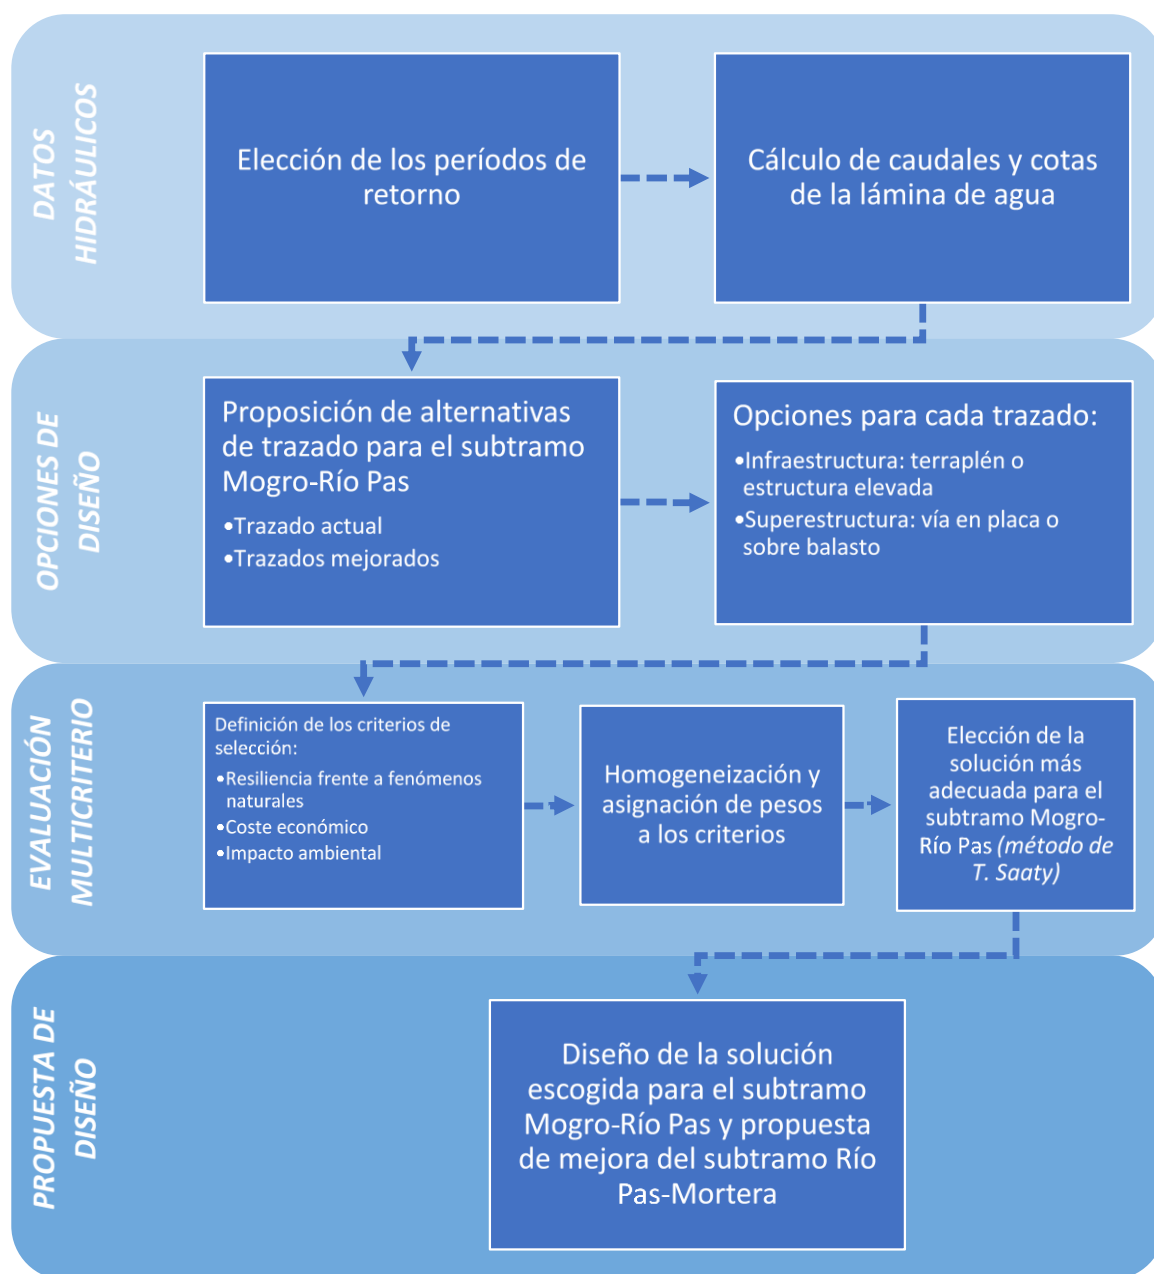 DATOS
HIDRÁULICOS
Elección de los períodos de
retorno
Cálculo de caudales y cotas
de la lámina de agua
OPCIONES DE
DISEÑO
Proposición de alternativas
de trazado para el subtramo
Mogro-Río Pas
•Trazado actual
•Trazados mejorados
Opciones para cada trazado:
•Infraestructura: terraplén o
estructura elevada
•Superestructura: vía en placa o
sobre balasto
EVALUACIÓN
MULTICRITERIO
Definición de los criterios de
selección:
•Resiliencia frente a fenómenos
naturales
•Coste económico
•Impacto ambiental
Homogeneización y
asignación de pesos
a los criterios
Elección de la
solución más
adecuada para el
subtramo Mogro-
Río Pas (método de
T. Saaty)
PROPUESTA DE
DISEÑO
Diseño de la solución
escogida para el subtramo
Mogro-Río Pas y propuesta
de mejora del subtramo Río
Pas-Mortera